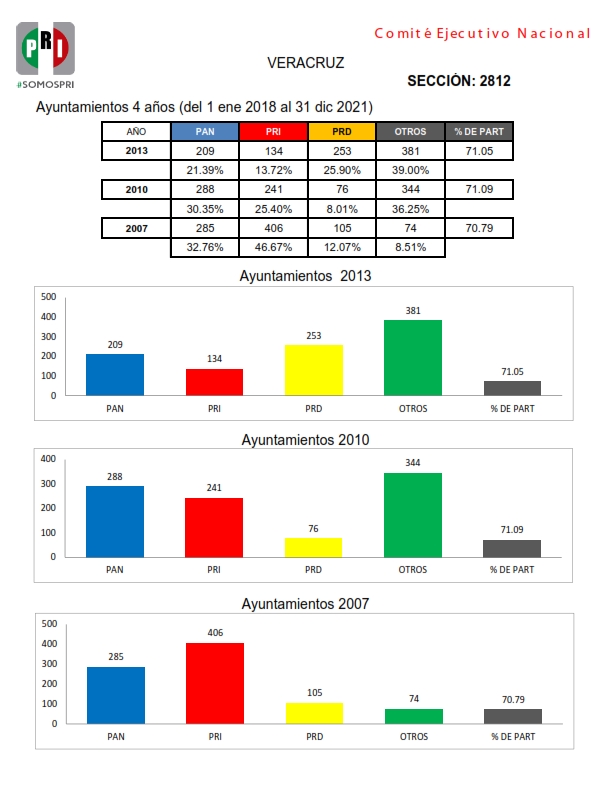 Comité Ejecutivo Nacional
PRI
#SOMOSPRI
VERACRUZ
SECCIÓN: 2812
Ayuntamientos 4 años (del 1 ene 2018 al 31 dic 2021)
AÑO PAN PRI PRD OTROS % DE PART
2013 209 134 253 381 71.05
21.39% 13.72% 25.90% 39.00%
2010 288 241 76 344 71.09
30.35% 25.40% 8.01% 36.25%
2007 285 406 105 74 70.79
32.76% 46.67% 12.07% 8.51%
Ayuntamientos 2013
500
400
300
200
100
0
209 134 253 381 71.05
PAN PRI PRD OTROS % DE PART
Ayuntamientos 2010
400
300
200
100
0
288 241 76 344 71.09
PAN PRI PRD OTROS % DE PART
Ayuntamientos 2007
500
400
300
200
100
0
285 406 105 74 70.79
PAN PRI PRD OTROS % DE PART